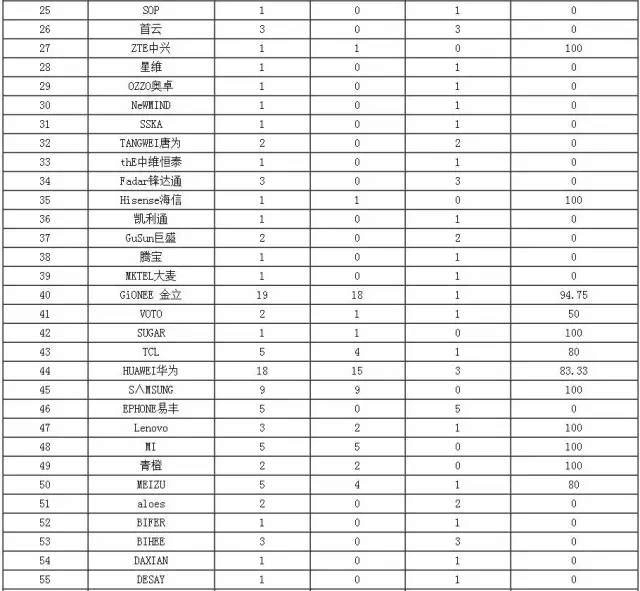 25 SOP 1 0 1 0
26 首云 3 0 3 0
27 ZTE中兴 1 1 0 100
28 星维 1 0 1 0
29 OZZO奥卓 1 0 1 0
30 NeWMIND 1 0 1 0
31 SSKA 1 0 1 0
32 TANGWEI唐为 2 0 2 0
33 thE中维恒泰 1 0 1 0
34 Fadar锋达通 3 0 3 0
35 Hisense海信 1 1 0 100
36 凯利通 1 0 1 0
37 GuSun巨盛 2 0 2 0
38 腾宝 1 0 1 0
39 MKTEL大麦 1 0 1 0
40 GiONEE 金立 19 18 1 94.75
41 VOTO 2 1 1 50
42 SUGAR 1 1 0 100
43 TCL 5 4 1 80
44 HUAWEI华为 18 15 3 83.33
45 S∧MSUNG 9 9 0 100
46 EPHONE易丰 5 0 5 0
47 Lenovo 3 2 1 100
48 MI 5 5 0 100
49 青橙 2 2 0 100
50 MEIZU 5 4 1 80
51 aloes 2 0 2 0
52 BIFER 1 0 1 0
53 BIHEE 3 0 3 0
54 DAXIAN 1 0 1 0
55 DESAY 1 0 1 0